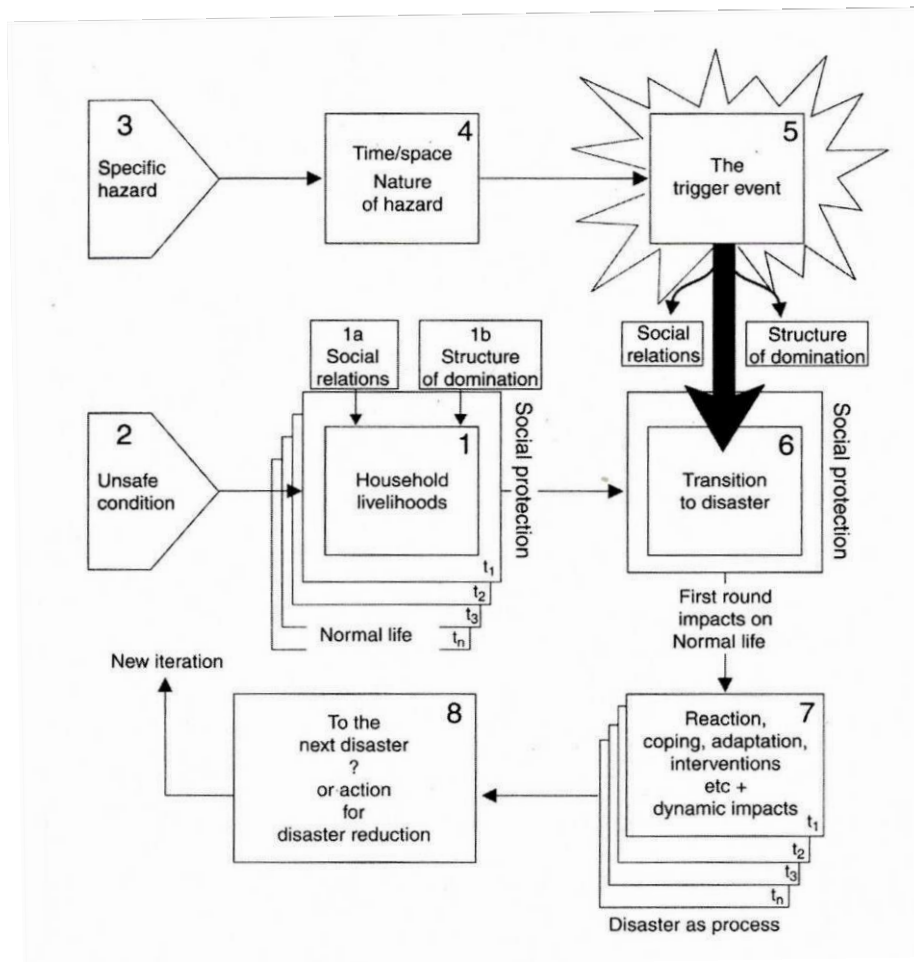 3
Specific
hazard
4
Time/space
Nature
of hazard
5
The
trigger event
Social
relations
Structure
of domination
1a
Social
relations
1b
Structure
of domination
2
Unsafe
condition
1
Household
livelihoods
Social protection
t1
t2
t3
tn
Normal life
6
Transition
to disaster
Social protection
First round
impacts on
Normal life
7
Reaction,
coping, adaptation,
interventions
etc +
dynamic impacts
t1
t2
t3
tn
Disaster as process
8
To the
next disaster
?
or action
for
disaster reduction
New iteration